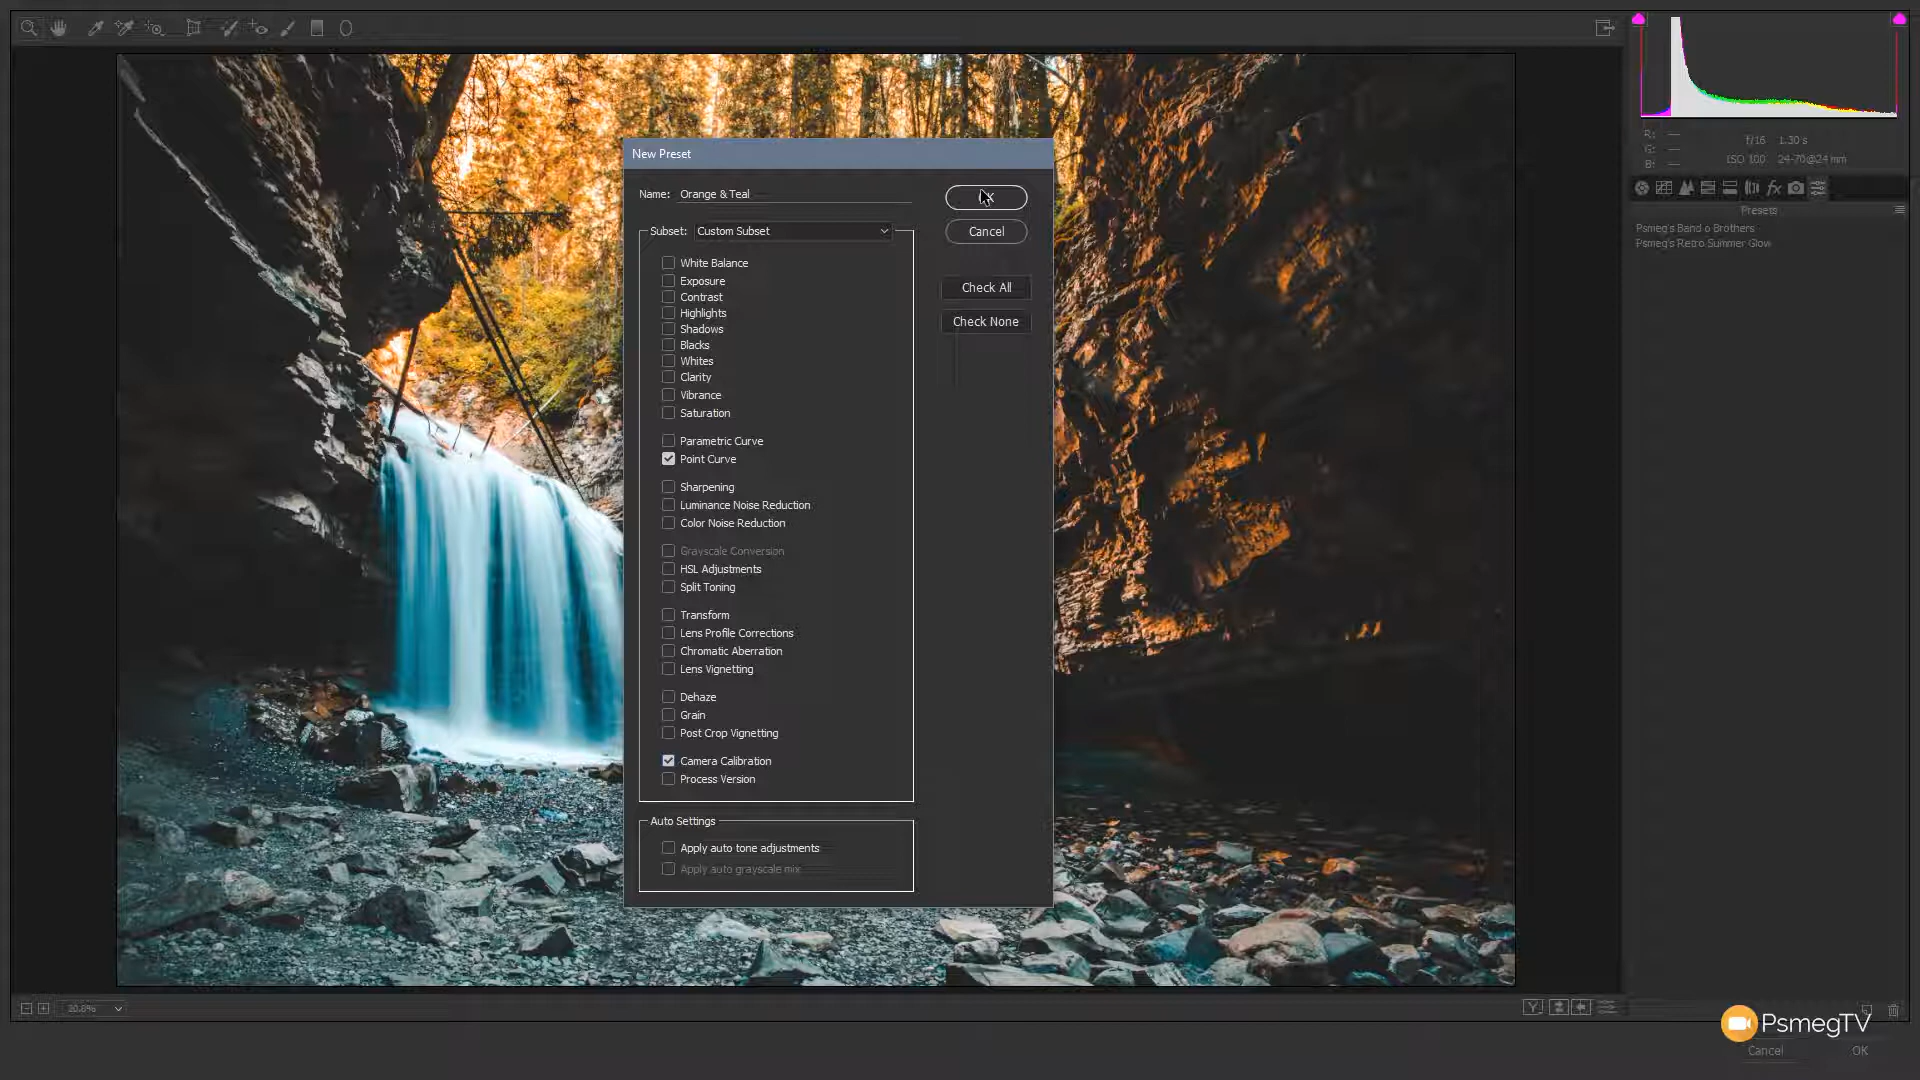 New Preset
Name: Orange & Teal
Subset: Custom Subset
White Balance
Exposure
Contrast
Highlights
Shadows
Blacks
Whites
Clarity
Vibrance
Saturation
Parametric Curve
Point Curve
Sharpening
Luminance Noise Reduction
Color Noise Reduction
Grayscale Conversion
HSL Adjustments
Split Toning
Transform
Lens Profile Corrections
Chromatic Aberration
Lens Vignetting
Dehaze
Grain
Post Crop Vignetting
Camera Calibration
Process Version
Auto Settings
Apply auto tone adjustments
Apply auto grayscale mix
Cancel
Check All
Check None
R: ---
G: ---
B: ---
f/16 1.30 s
ISO 100 24-70@24 mm
fx
Presets
Psmeg's Band o Brothers
Psmeg's Retro Summer Glow
20.8%
Y
PsmegTV
Cancel OK